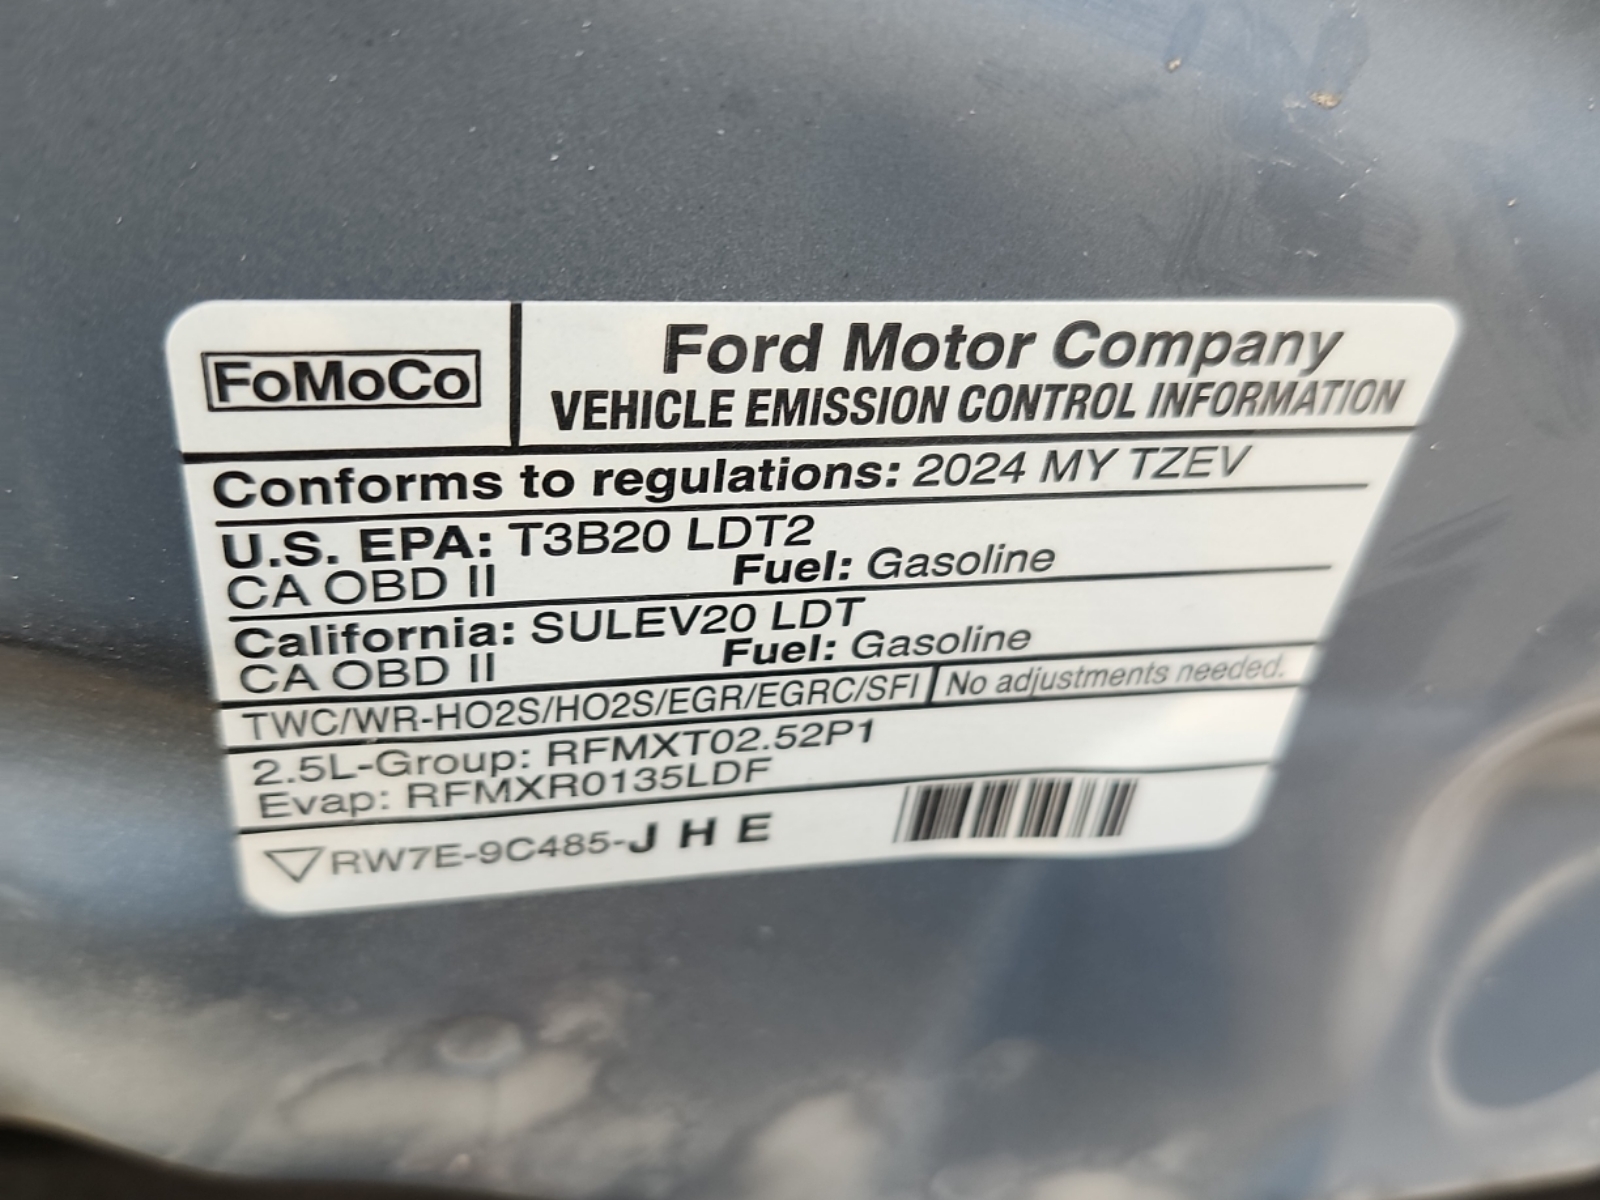 FoMoCo
Ford Motor Company
VEHICLE EMISSION CONTROL INFORMATION
Conforms to regulations: 2024 MY TZEV
U.S. EPA: T3B20 LDT2
CA OBD II Fuel: Gasoline
California: SULEV20 LDT
CA OBD II Fuel: Gasoline
TWC/WR-HO2S/HO2S/EGR/EGRC/SFI No adjustments needed.
2.5L-Group: RFMXT02.52P1
Evap: RFMXR0135LDF
RW7E-9C485-J H E